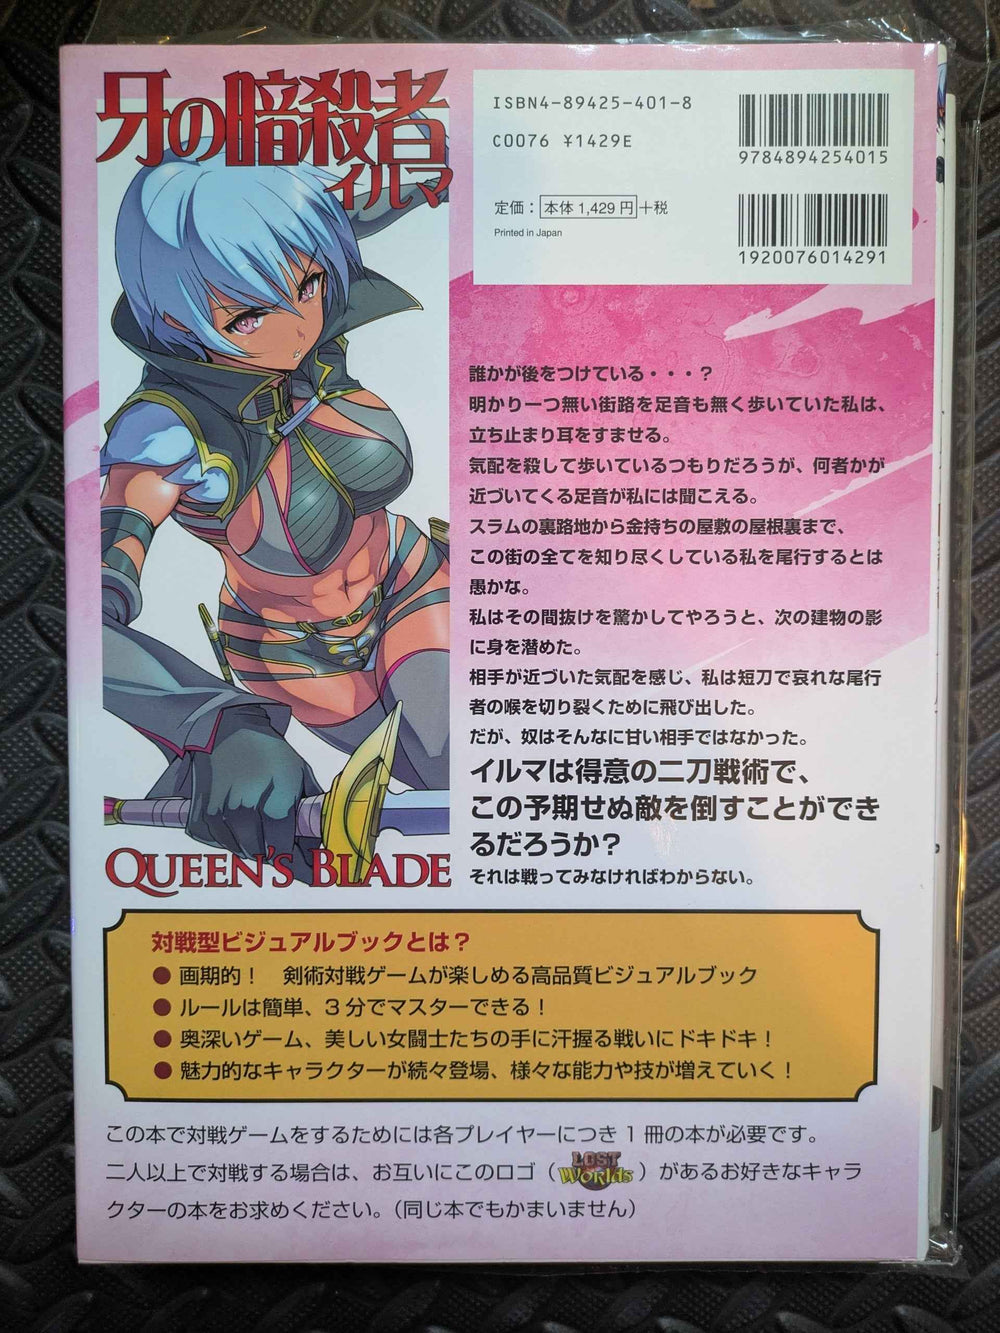 牙の暗殺者
イルマ
ISBN4-89425-401-8
C0076 ¥1429E
9784894254015
定価：本体 1,429 円+税
Printed in Japan
1920076014291
誰かが後をつけている・・・？
明かり一つ無い街路を足音も無く歩いていた私は、
立ち止まり耳をすませる。
気配を殺して歩いているつもりだろうが、何者かが
近づいてくる足音が私には聞こえる。
スラムの裏路地から金持ちの屋敷の屋根裏まで、
この街の全てを知り尽くしている私を尾行するとは
愚かな。
私はその間抜けを驚かしてやろうと、次の建物の影
に身を潜めた。
相手が近づいた気配を感じ、私は短刀で哀れな尾行
者の喉を切り裂くために飛び出した。
だが、奴はそんなに甘い相手ではなかった。
イルマは得意の二刀戦術で、
この予期せぬ敵を倒すことができ
るだろうか？
それは戦ってみなければわからない。
QUEEN'S BLADE
対戦型ビジュアルブックとは？
● 画期的！　剣術対戦ゲームが楽しめる高品質ビジュアルブック
● ルールは簡単、３分でマスターできる！
● 奥深いゲーム、美しい女闘士たちの手に汗握る戦いにドキドキ！
● 魅力的なキャラクターが続々登場、様々な能力や技が増えていく！
この本で対戦ゲームをするためには各プレイヤーにつき１冊の本が必要です。
二人以上で対戦する場合は、お互いにこのロゴ（LOST WORLDS）があるお好きなキャラ
クターの本をお求めください。（同じ本でもかまいません）